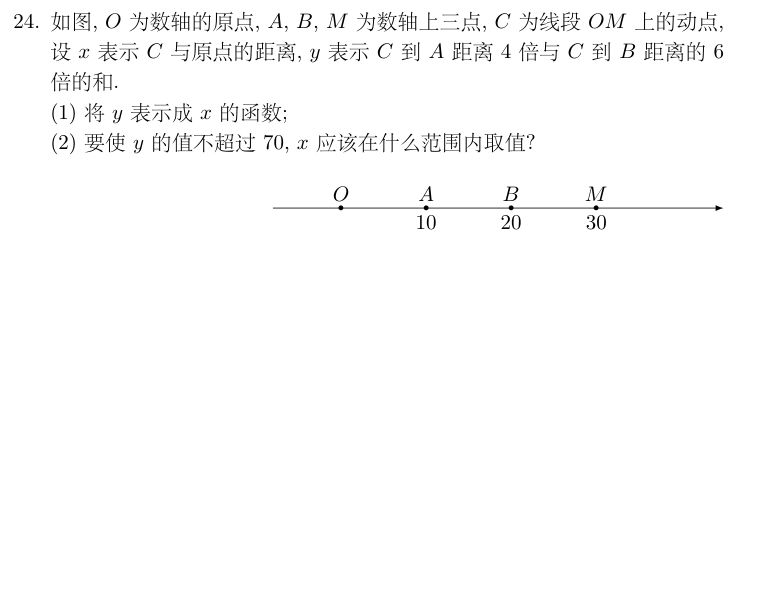 24. 如图, O 为数轴的原点, A, B, M 为数轴上三点, C 为线段 OM 上的动点,
设 x 表示 C 与原点的距离, y 表示 C 到 A 距离 4 倍与 C 到 B 距离的 6
倍的和.
(1) 将 y 表示成 x 的函数;
(2) 要使 y 的值不超过 70, x 应该在什么范围内取值?
O A B M
10 20 30